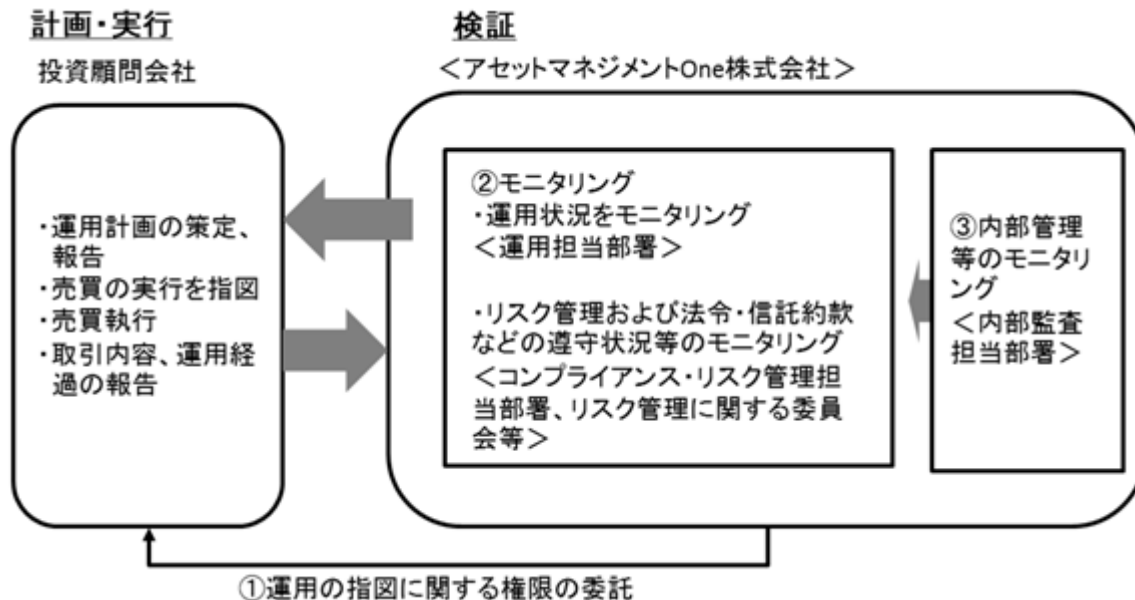 計画・実行
投資顧問会社
・運用計画の策定、
報告
・売買の実行を指図
・売買執行
・取引内容、運用経
過の報告
検証
＜アセットマネジメントOne株式会社＞
②モニタリング
・運用状況をモニタリング
＜運用担当部署＞
・リスク管理および法令・信託約款
などの遵守状況等のモニタリング
＜コンプライアンス・リスク管理担
当部署、リスク管理に関する委員
会等＞
③内部管理
等のモニタリ
ング
＜内部監査
担当部署＞
①運用の指図に関する権限の委託